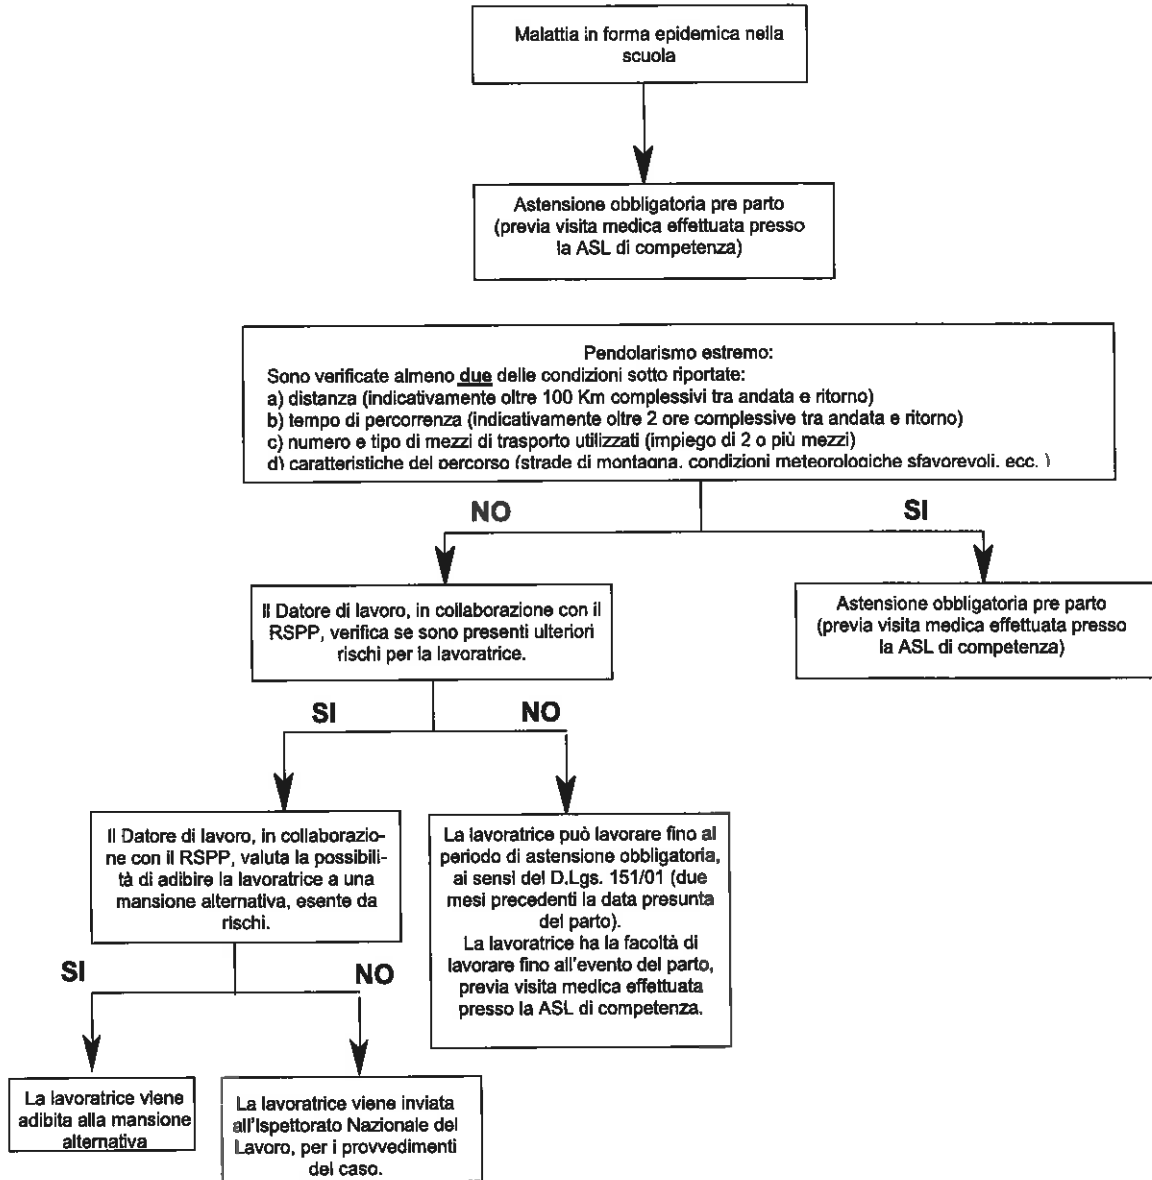 Malattia in forma epidemica nella
scuola
Astensione obbligatoria pre parto
(previa visita medica effettuata presso
la ASL di competenza)
Pendolarismo estremo:
Sono verificate almeno due delle condizioni sotto riportate:
a) distanza (indicativamente oltre 100 Km complessivi tra andata e ritorno)
b) tempo di percorrenza (indicativamente oltre 2 ore complessive tra andata e ritorno)
c) numero e tipo di mezzi di trasporto utilizzati (impiego di 2 o più mezzi)
d) caratteristiche del percorso (strade di montagna, condizioni meteorologiche sfavorevoli, ecc. )
NO
SI
Il Datore di lavoro, in collaborazione con il
RSPP, verifica se sono presenti ulteriori
rischi per la lavoratrice.
Astensione obbligatoria pre parto
(previa visita medica effettuata presso
la ASL di competenza)
SI
NO
Il Datore di lavoro, in collaborazio-
ne con il RSPP, valuta la possibili-
tà di adibire la lavoratrice a una
mansione alternativa, esente da
rischi.
La lavoratrice può lavorare fino al
periodo di astensione obbligatoria,
ai sensi del D.Lgs. 151/01 (due
mesi precedenti la data presunta
del parto).
La lavoratrice ha la facoltà di
lavorare fino all'evento del parto,
previa visita medica effettuata
presso la ASL di competenza.
SI
NO
La lavoratrice viene
adibita alla mansione
alternativa
La lavoratrice viene inviata
all'Ispettorato Nazionale del
Lavoro, per i provvedimenti
del caso.